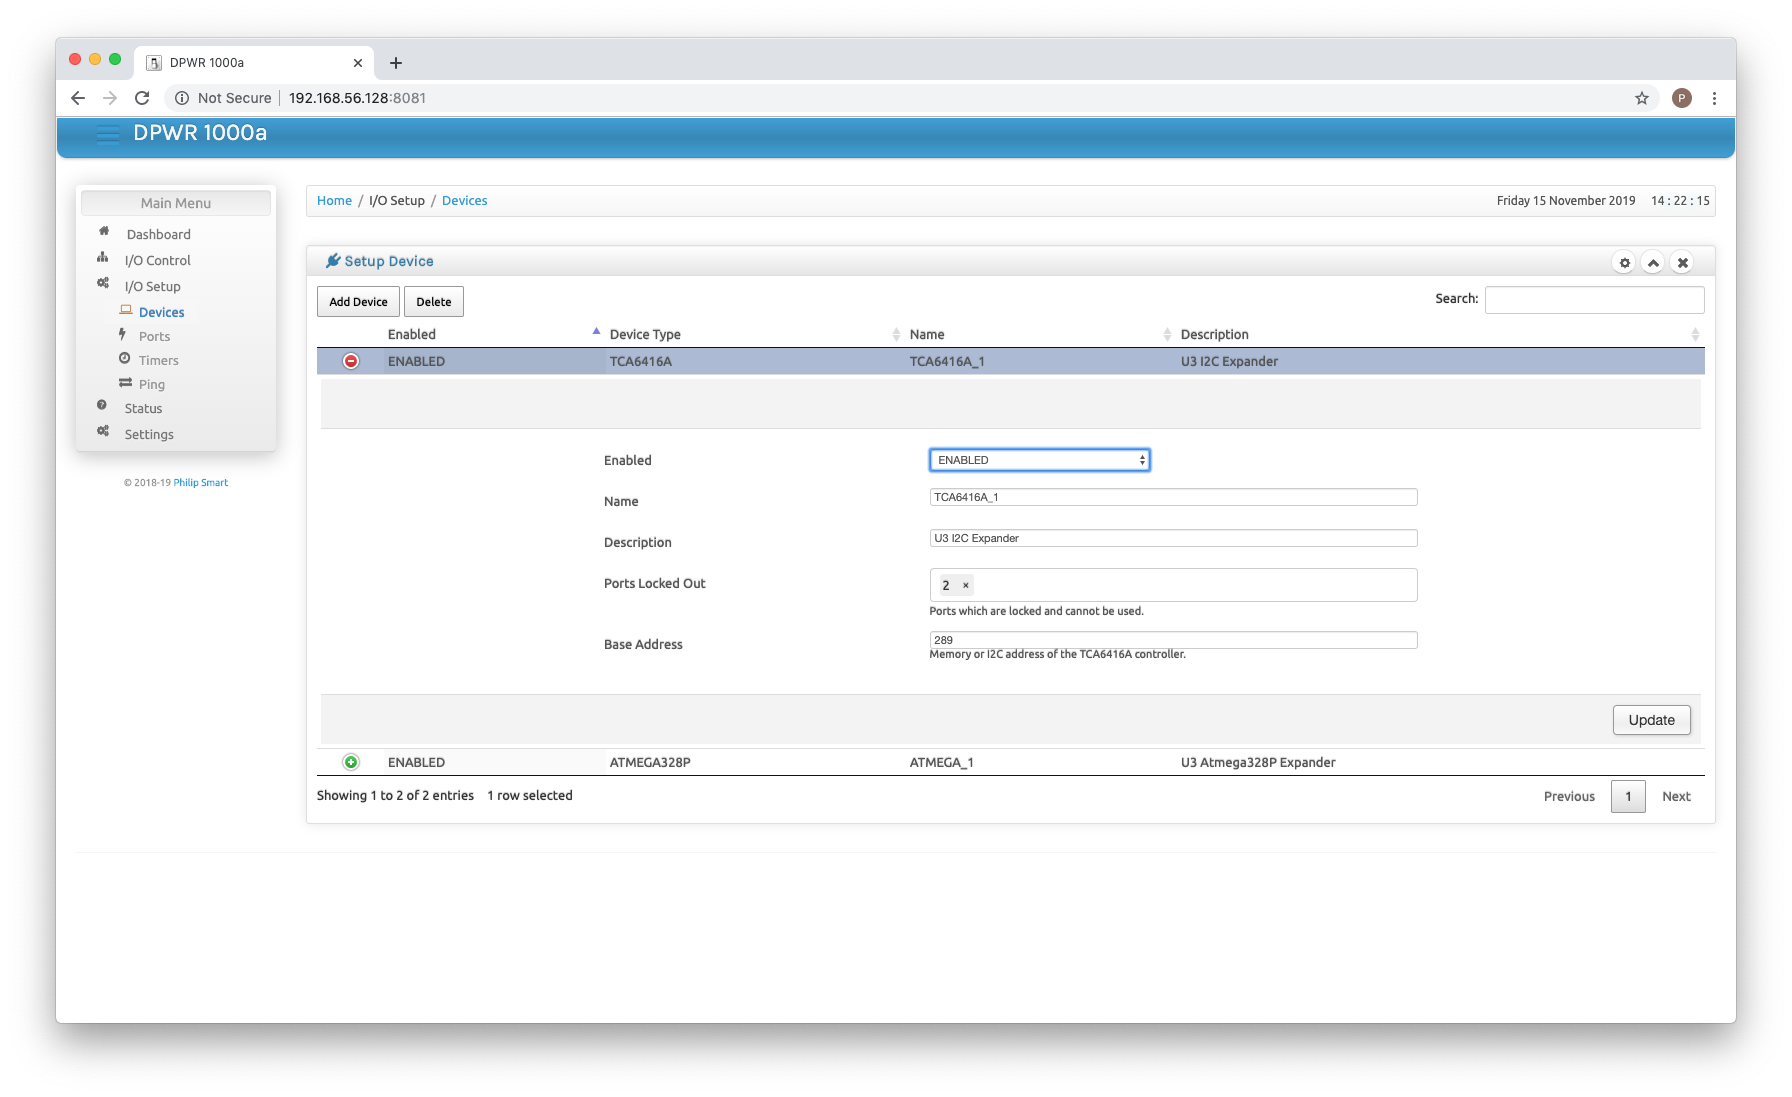 DPWR 1000a
Not Secure | 192.168.56.128:8081
P
DPWR 1000a
Main Menu
Dashboard
I/O Control
I/O Setup
Devices
Ports
Timers
Ping
Status
Settings
© 2018-19 Philip Smart
Home / I/O Setup / Devices
Friday 15 November 2019 14 : 22 : 15
Setup Device
Add Device Delete
Search:
Enabled Device Type Name Description
ENABLED TCA6416A TCA6416A_1 U3 I2C Expander
Enabled ENABLED
Name TCA6416A_1
Description U3 I2C Expander
Ports Locked Out 2 ×
Ports which are locked and cannot be used.
Base Address 289
Memory or I2C address of the TCA6416A controller.
Update
ENABLED ATMEGA328P ATMEGA_1 U3 Atmega328P Expander
Showing 1 to 2 of 2 entries 1 row selected
Previous 1 Next